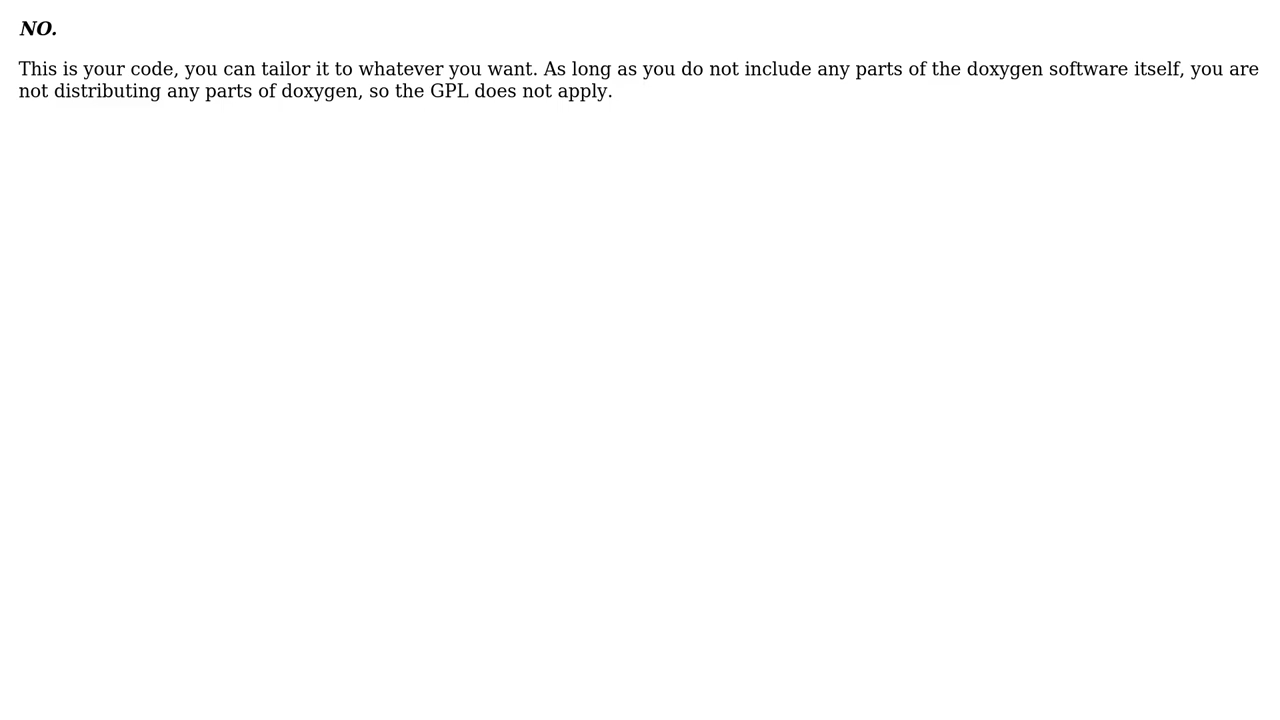 NO.
This is your code, you can tailor it to whatever you want. As long as you do not include any parts of the doxygen software itself, you are
not distributing any parts of doxygen, so the GPL does not apply.